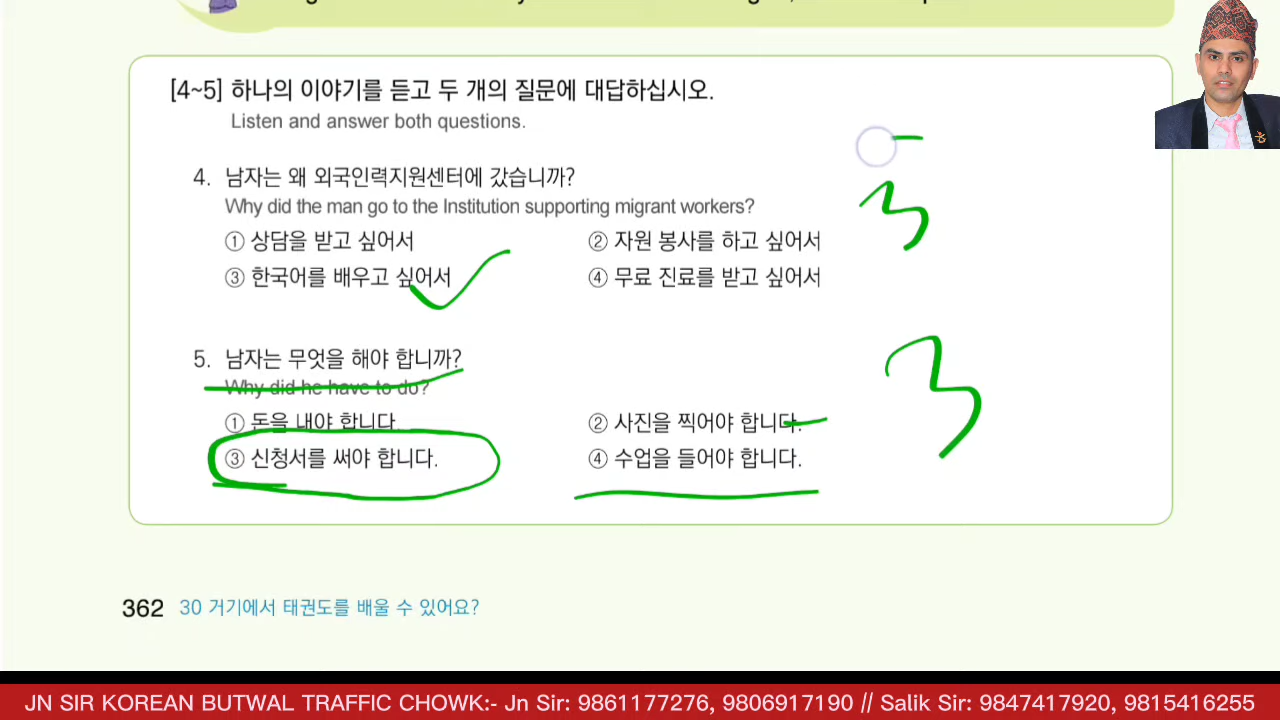 [4~5] 하나의 이야기를 듣고 두 개의 질문에 대답하십시오.
Listen and answer both questions.
4. 남자는 왜 외국인력지원센터에 갔습니까?
Why did the man go to the Institution supporting migrant workers?
① 상담을 받고 싶어서 ② 자원 봉사를 하고 싶어서
③ 한국어를 배우고 싶어서 ④ 무료 진료를 받고 싶어서
3
5. 남자는 무엇을 해야 합니까?
Why did he have to do?
① 돈을 내야 합니다. ② 사진을 찍어야 합니다.
③ 신청서를 써야 합니다. ④ 수업을 들어야 합니다.
3
362 30 거기에서 태권도를 배울 수 있어요?
JN SIR KOREAN BUTWAL TRAFFIC CHOWK:- Jn Sir: 9861177276, 9806917190 // Salik Sir: 9847417920, 9815416255